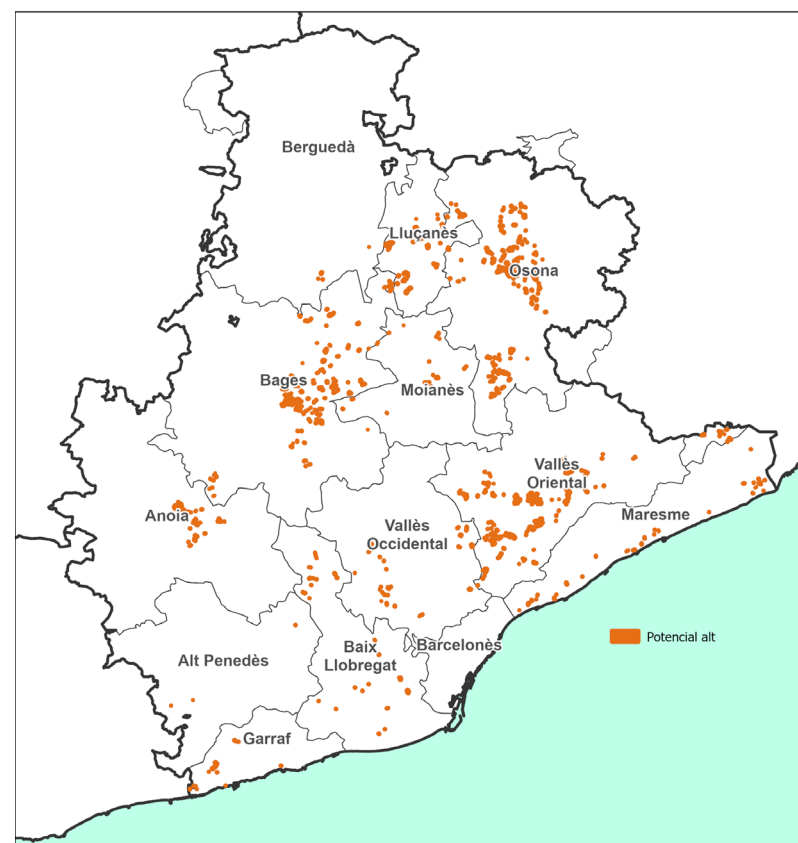 Berguedà
Lluçanès
Osona
Bages
Moianès
Vallès
Oriental
Anoia
Vallès
Occidental
Maresme
Potencial alt
Alt Penedès
Baix
Llobregat
Barcelonès
Garraf